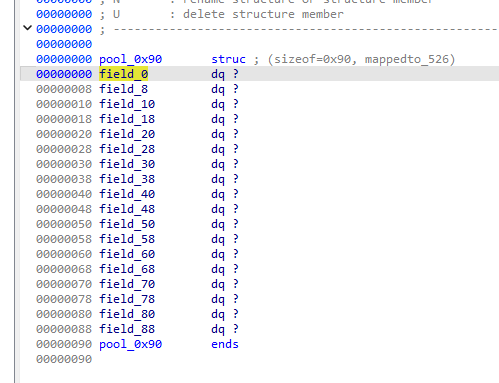 00000000 ; N : rename structure or structure member
00000000 ; U : delete structure member
00000000 ; -------------------------------------------------------
00000000
00000000 pool_0x90 struc ; (sizeof=0x90, mappedto_526)
00000000 field_0 dq ?
00000008 field_8 dq ?
00000010 field_10 dq ?
00000018 field_18 dq ?
00000020 field_20 dq ?
00000028 field_28 dq ?
00000030 field_30 dq ?
00000038 field_38 dq ?
00000040 field_40 dq ?
00000048 field_48 dq ?
00000050 field_50 dq ?
00000058 field_58 dq ?
00000060 field_60 dq ?
00000068 field_68 dq ?
00000070 field_70 dq ?
00000078 field_78 dq ?
00000080 field_80 dq ?
00000088 field_88 dq ?
00000090 pool_0x90 ends
00000090